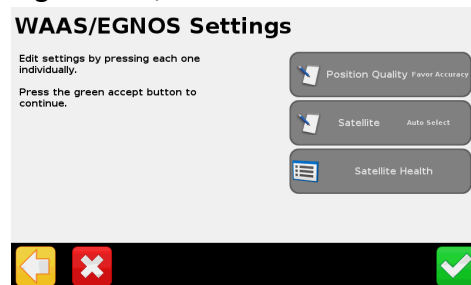 WAAS/EGNOS Settings
Edit settings by pressing each one
individually.
Press the green accept button to
continue.
Position Quality Favor Accuracy
Satellite Auto Select
Satellite Health